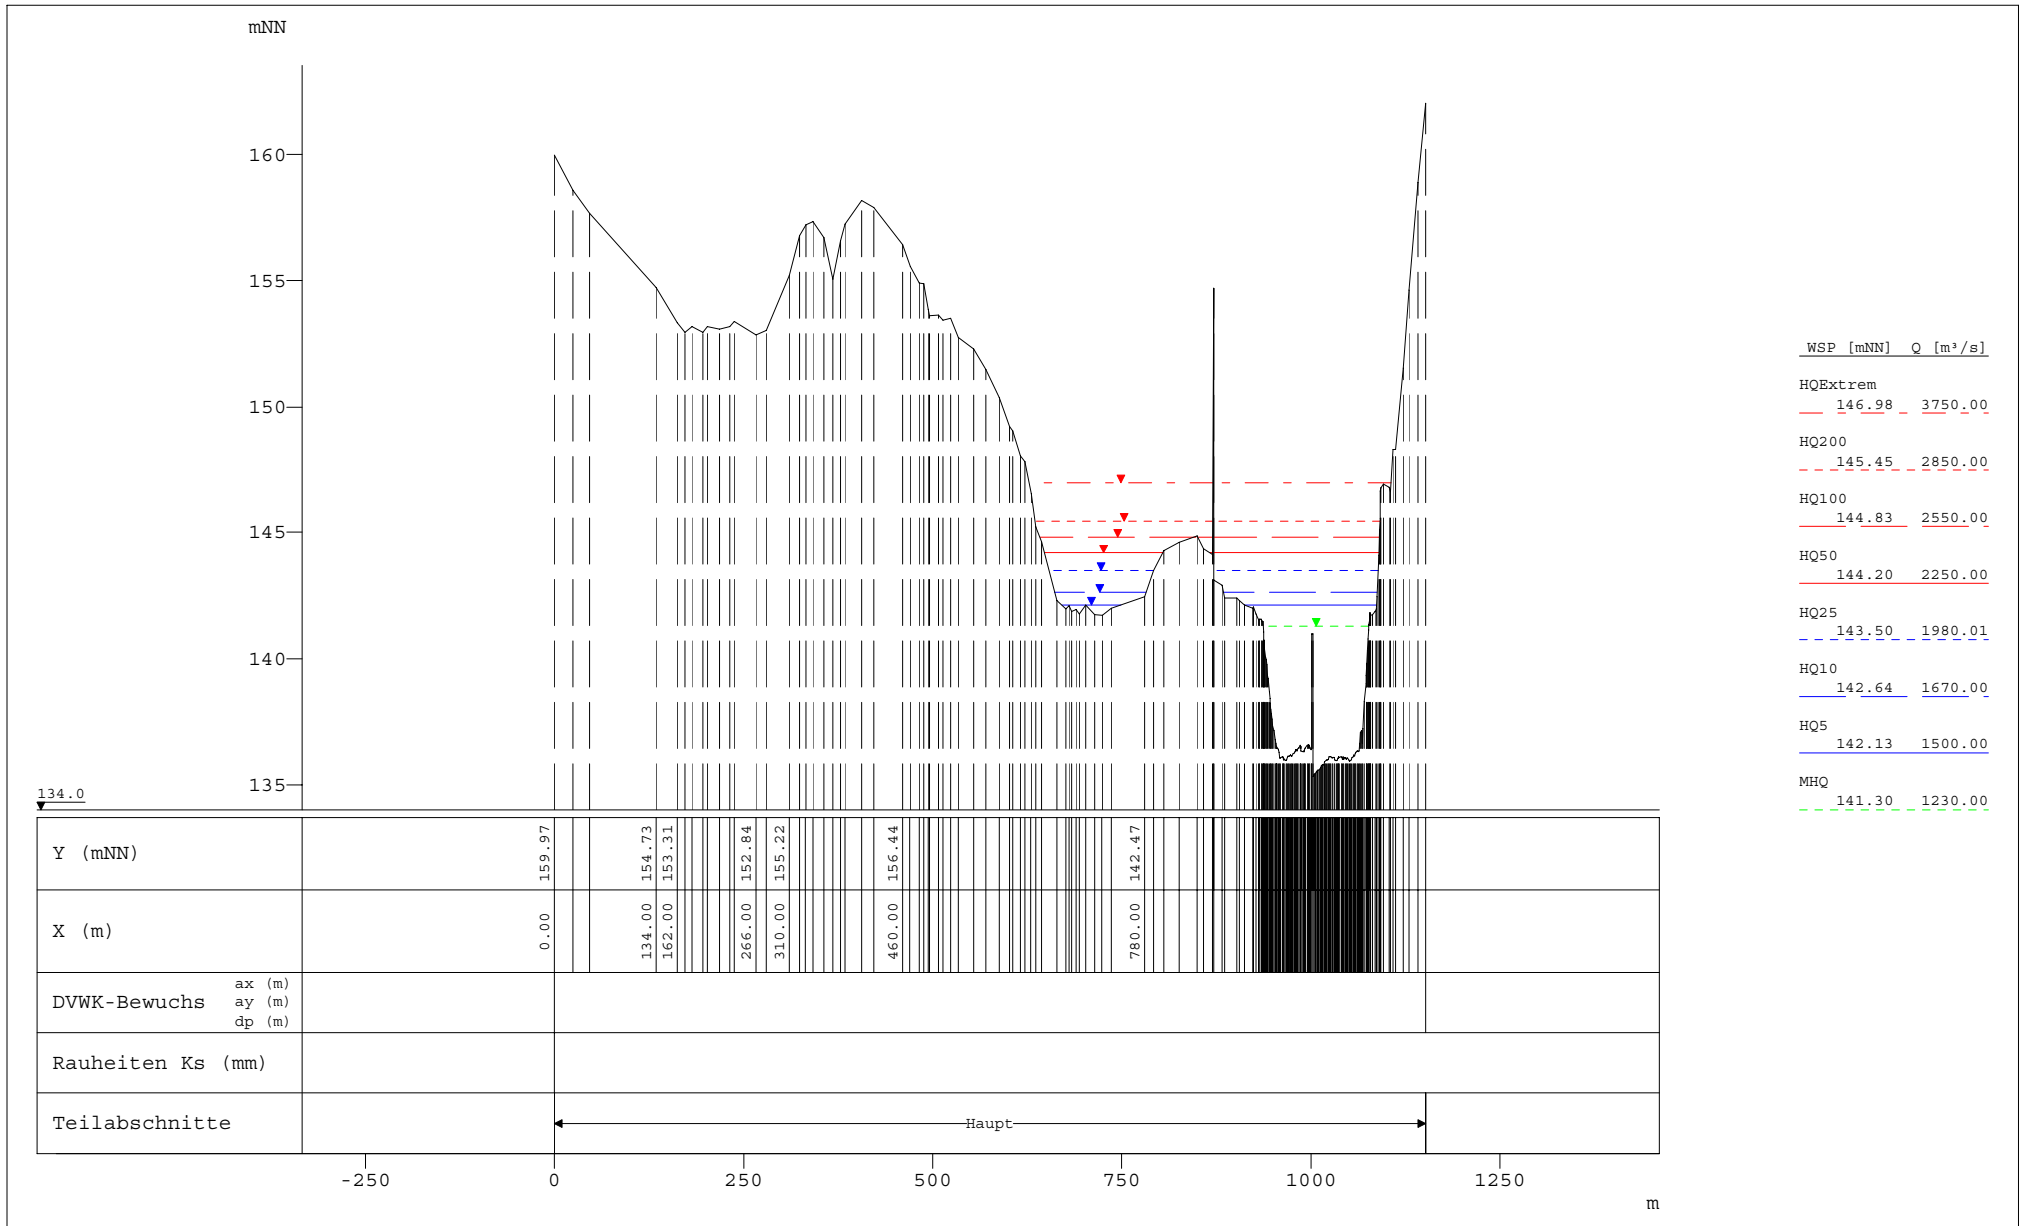 mNN
160
155
150
145
140
135
134.0
WSP [mNN] Q [m³/s]
HQExtrem
146.98 3750.00
HQ200
145.45 2850.00
HQ100
144.83 2550.00
HQ50
144.20 2250.00
HQ25
143.50 1980.01
HQ10
142.64 1670.00
HQ5
142.13 1500.00
MHQ
141.30 1230.00
Y (mNN) 159.97 154.73 153.31 152.84 155.22 156.44 142.47
X (m) 0.00 134.00 162.00 266.00 310.00 460.00 780.00
DVWK-Bewuchs
ax (m)
ay (m)
dp (m)
Rauheiten Ks (mm)
Teilabschnitte Haupt
-250 0 250 500 750 1000 1250
m